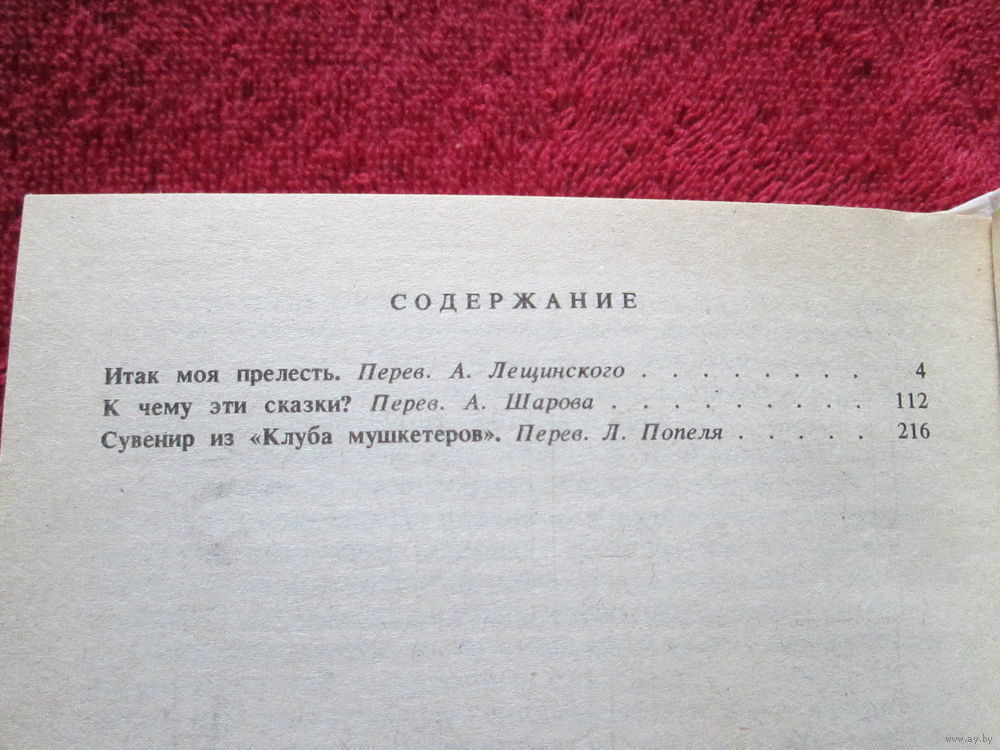 СОДЕРЖАНИЕ
Итак моя прелесть. Перев. А. Лещинского . . . . . . . . 4
К чему эти сказки? Перев. А. Шарова . . . . . . . . . 112
Сувенир из «Клуба мушкетеров». Перев. Л. Попеля . . . . . 216
www.ay.by